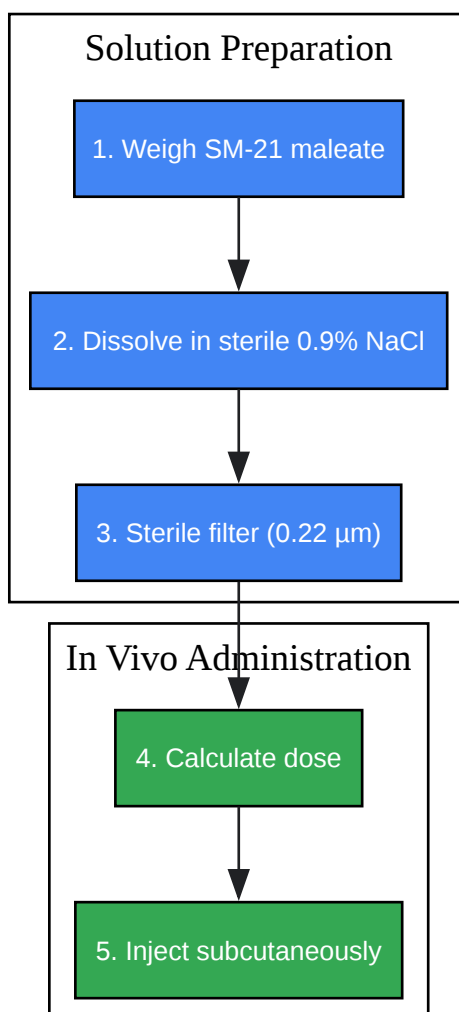 Solution Preparation
1. Weigh SM-21 maleate
2. Dissolve in sterile 0.9% NaCl
3. Sterile filter (0.22 µm)
In Vivo Administration
4. Calculate dose
5. Inject subcutaneously